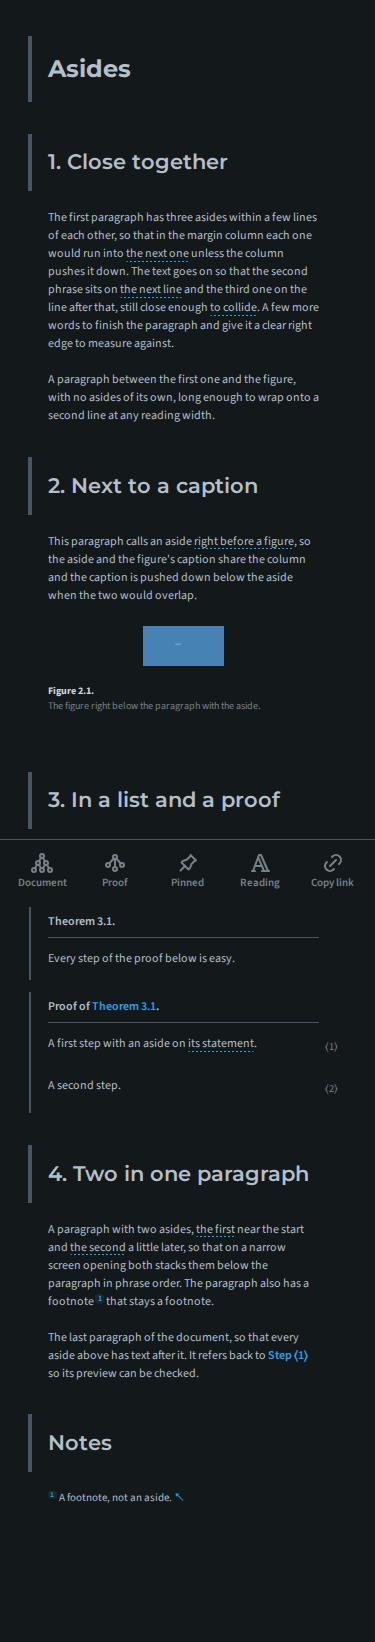 Asides
1. Close together
The first paragraph has three asides within a few lines
of each other, so that in the margin column each one
would run into the next one unless the column
pushes it down. The text goes on so that the second
phrase sits on the next line and the third one on the
line after that, still close enough to collide. A few more
words to finish the paragraph and give it a clear right
edge to measure against.
A paragraph between the first one and the figure,
with no asides of its own, long enough to wrap onto a
second line at any reading width.
2. Next to a caption
This paragraph calls an aside right before a figure, so
the aside and the figure's caption share the column
and the caption is pushed down below the aside
when the two would overlap.
Figure 2.1.
The figure right below the paragraph with the aside.
3. In a list and a proof
Document Proof Pinned Reading Copy link
Theorem 3.1.
Every step of the proof below is easy.
Proof of Theorem 3.1.
A first step with an aside on its statement. ⟨1⟩
A second step. ⟨2⟩
4. Two in one paragraph
A paragraph with two asides, the first near the start
and the second a little later, so that on a narrow
screen opening both stacks them below the
paragraph in phrase order. The paragraph also has a
footnote 1 that stays a footnote.
The last paragraph of the document, so that every
aside above has text after it. It refers back to Step ⟨1⟩
so its preview can be checked.
Notes
1 A footnote, not an aside.